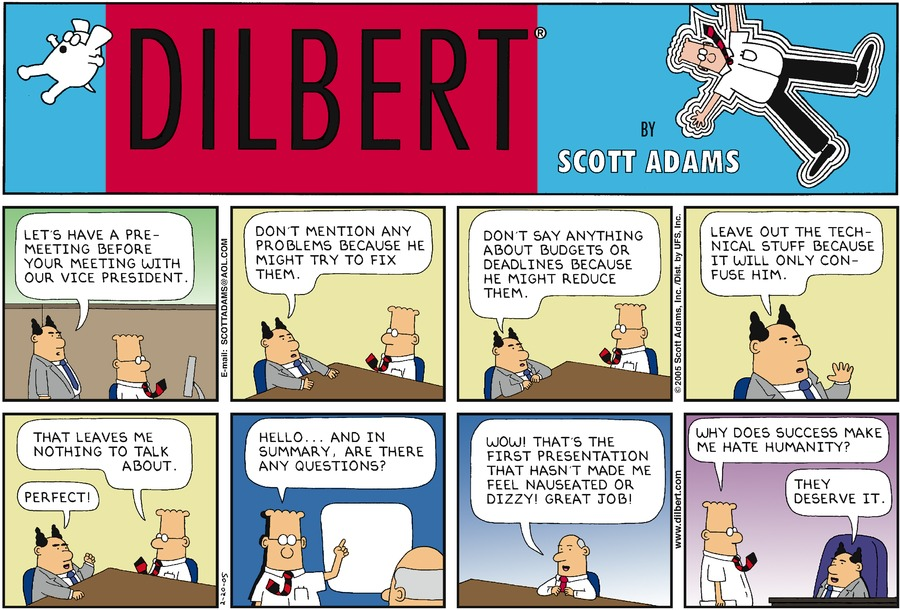 DILBERT®
BY
SCOTT ADAMS
LET'S HAVE A PRE-
MEETING BEFORE
YOUR MEETING WITH
OUR VICE PRESIDENT.
E-mail: SCOTTADAMS@AOL.COM
DON'T MENTION ANY
PROBLEMS BECAUSE HE
MIGHT TRY TO FIX
THEM.
DON'T SAY ANYTHING
ABOUT BUDGETS OR
DEADLINES BECAUSE
HE MIGHT REDUCE
THEM.
© 2005 Scott Adams, Inc./Dist. by UFS, Inc.
LEAVE OUT THE TECH-
NICAL STUFF BECAUSE
IT WILL ONLY CON-
FUSE HIM.
THAT LEAVES ME
NOTHING TO TALK
ABOUT.
PERFECT!
2-20-05
HELLO... AND IN
SUMMARY, ARE THERE
ANY QUESTIONS?
WOW! THAT'S THE
FIRST PRESENTATION
THAT HASN'T MADE ME
FEEL NAUSEATED OR
DIZZY! GREAT JOB!
www.dilbert.com
WHY DOES SUCCESS MAKE
ME HATE HUMANITY?
THEY
DESERVE IT.